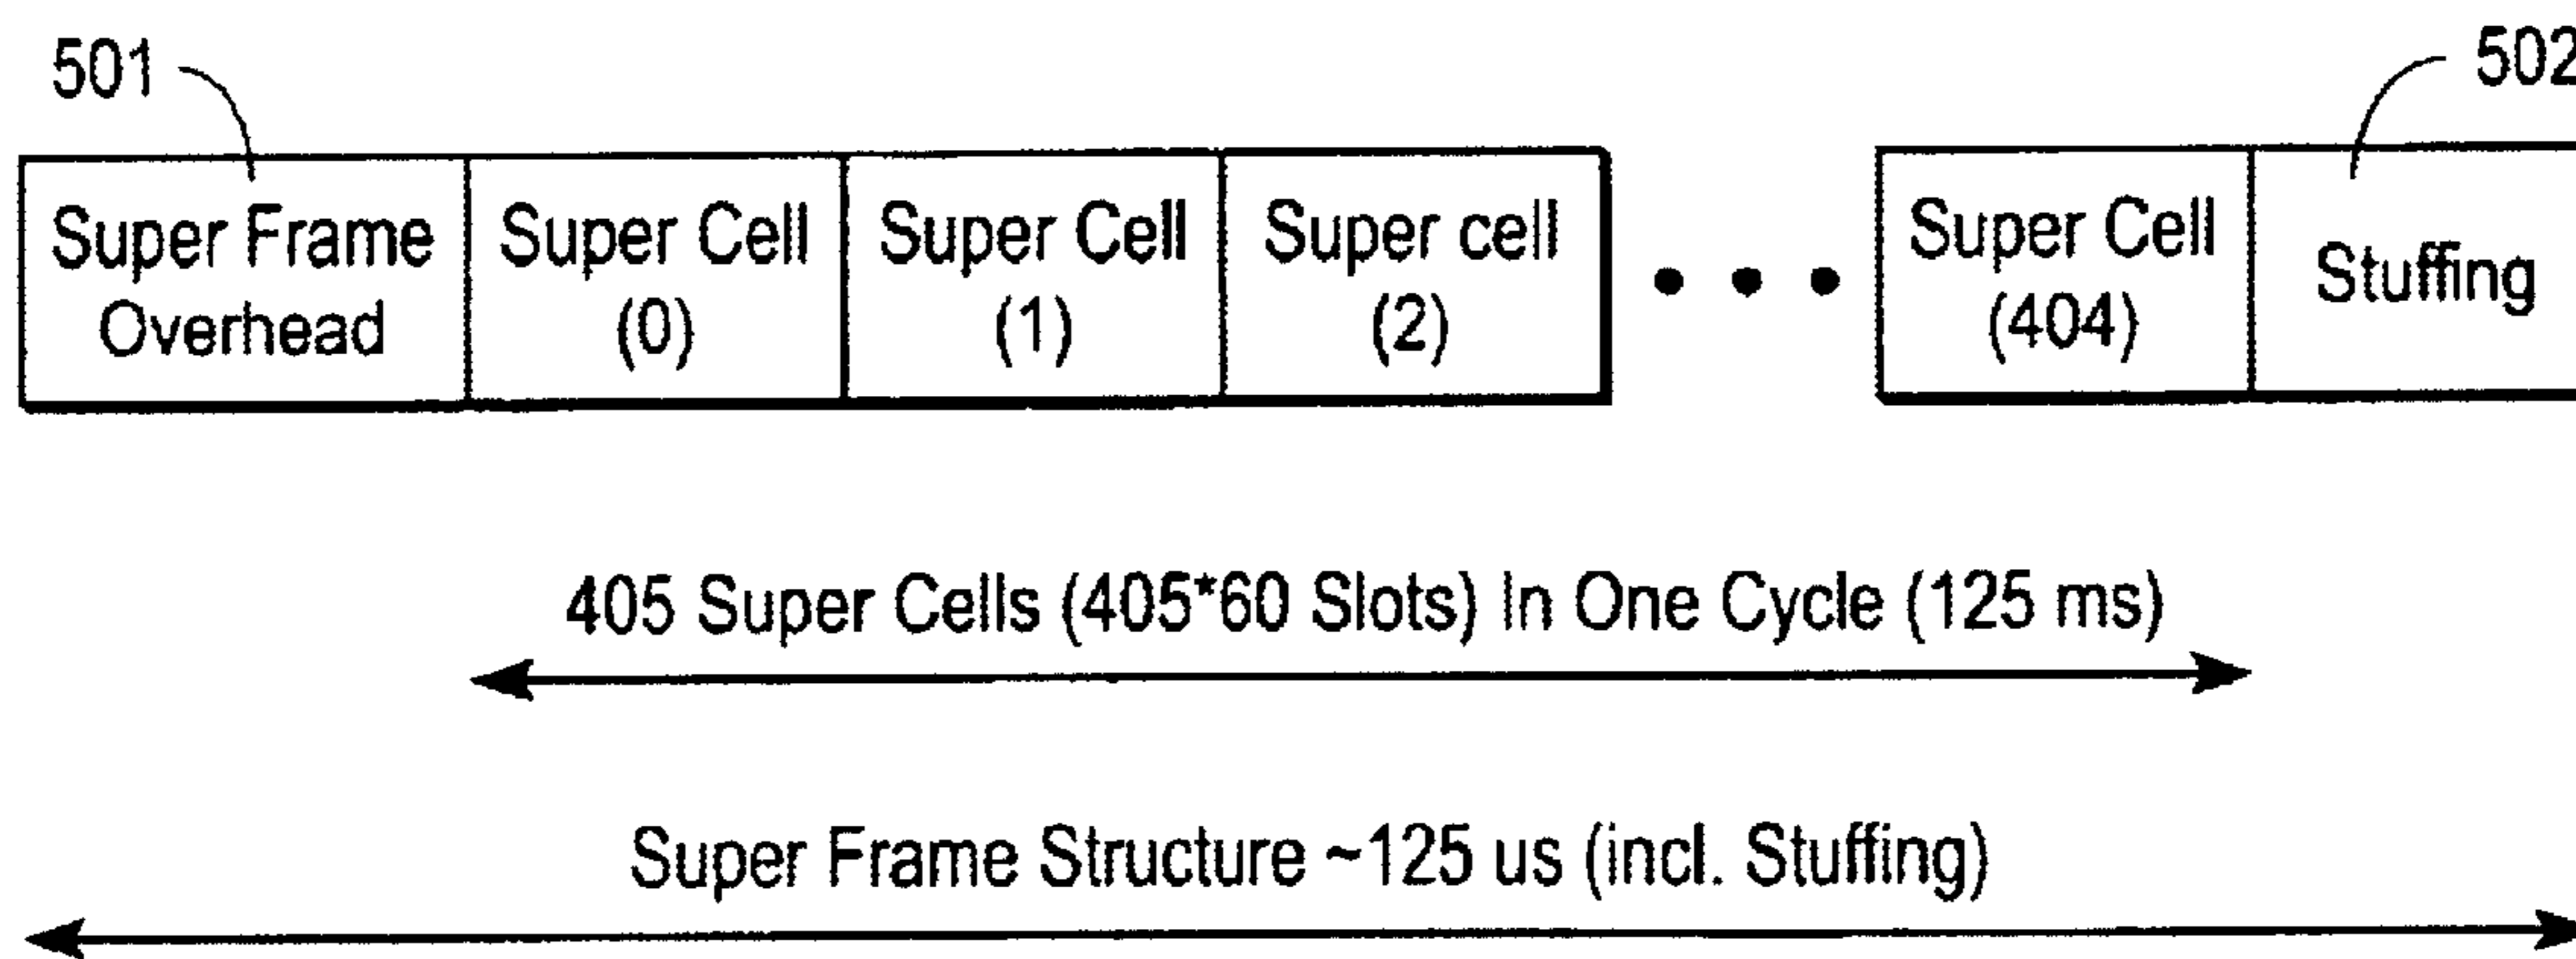 501
502
Super Frame
Overhead
Super Cell
(0)
Super Cell
(1)
Super cell
(2)
• • •
Super Cell
(404)
Stuffing
405 Super Cells (405*60 Slots) In One Cycle (125 ms)
Super Frame Structure ~125 us (incl. Stuffing)